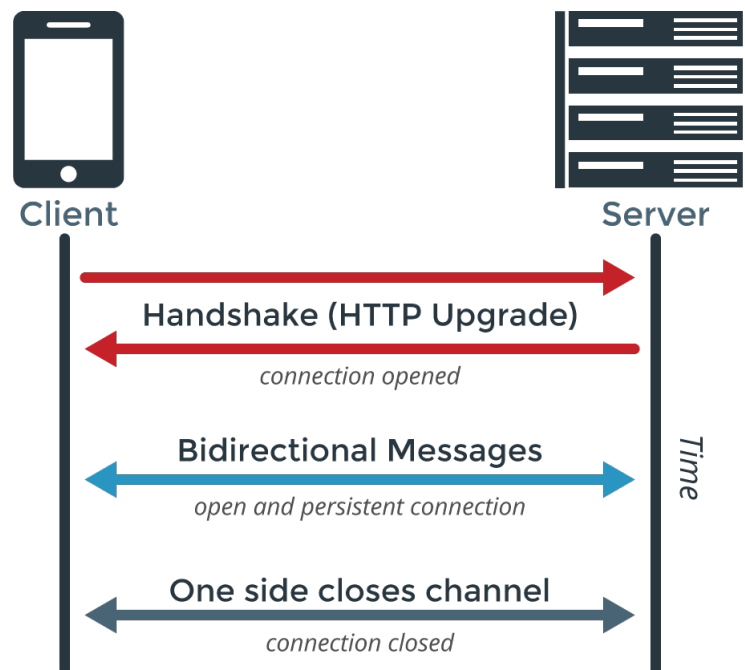 Client
Server
Handshake (HTTP Upgrade)
connection opened
Bidirectional Messages
open and persistent connection
Time
One side closes channel
connection closed